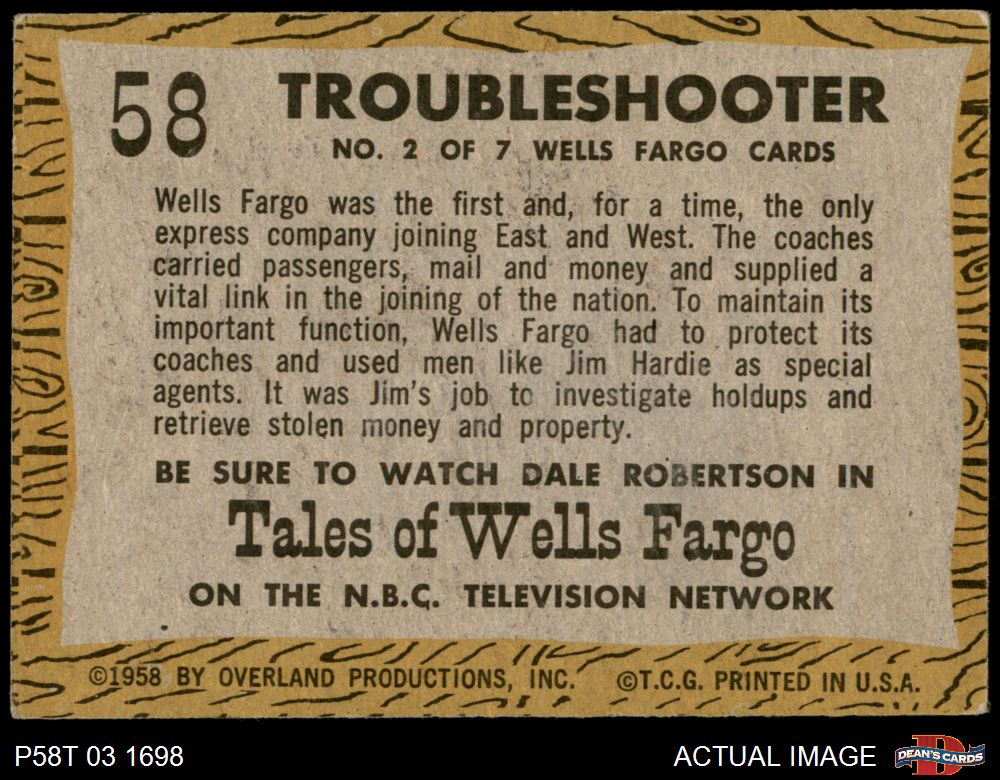 58
TROUBLESHOOTER
NO. 2 OF 7 WELLS FARGO CARDS
Wells Fargo was the first and, for a time, the only
express company joining East and West. The coaches
carried passengers, mail and money and supplied a
vital link in the joining of the nation. To maintain its
important function, Wells Fargo had to protect its
coaches and used men like Jim Hardie as special
agents. It was Jim's job to investigate holdups and
retrieve stolen money and property.
BE SURE TO WATCH DALE ROBERTSON IN
Tales of Wells Fargo
ON THE N.B.C. TELEVISION NETWORK
©1958 BY OVERLAND PRODUCTIONS, INC. ©T.C.G. PRINTED IN U.S.A.
P58T 03 1698
ACTUAL IMAGE
D
DEAN'S CARDS